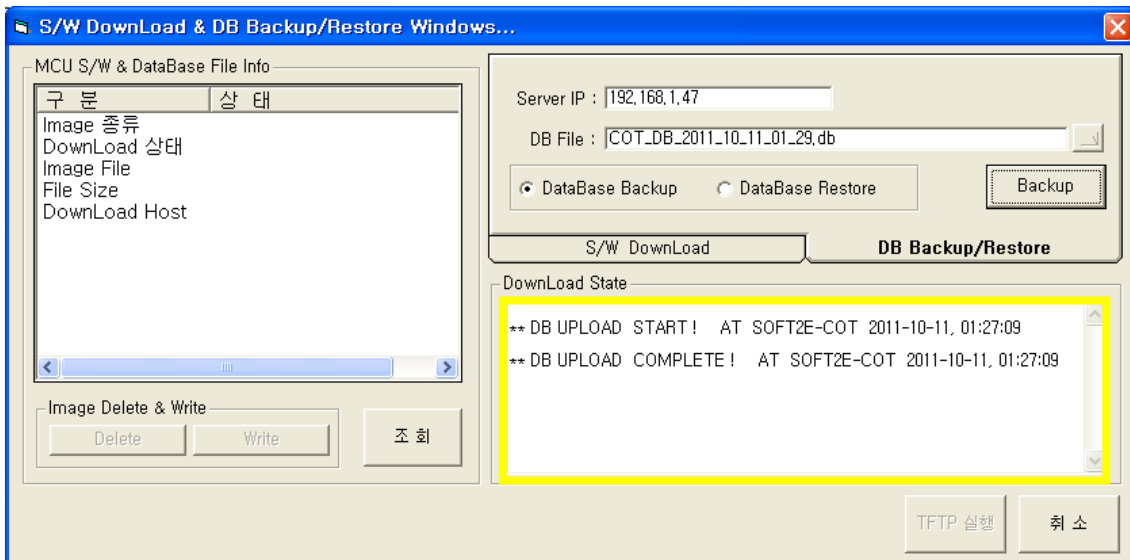 S/W DownLoad & DB Backup/Restore Windows...
MCU S/W & DataBase File Info
구 분 상 태
Image 종류
DownLoad 상태
Image File
File Size
DownLoad Host
Image Delete & Write
Delete Write
조 회
Server IP : 192,168,1,47
DB File : COT_DB_2011_10_11_01_29,db
DataBase Backup DataBase Restore
Backup
S/W DownLoad DB Backup/Restore
DownLoad State
** DB UPLOAD START ! AT SOFT2E-COT 2011-10-11, 01:27:09
** DB UPLOAD COMPLETE ! AT SOFT2E-COT 2011-10-11, 01:27:09
TFTP 실행 취 소